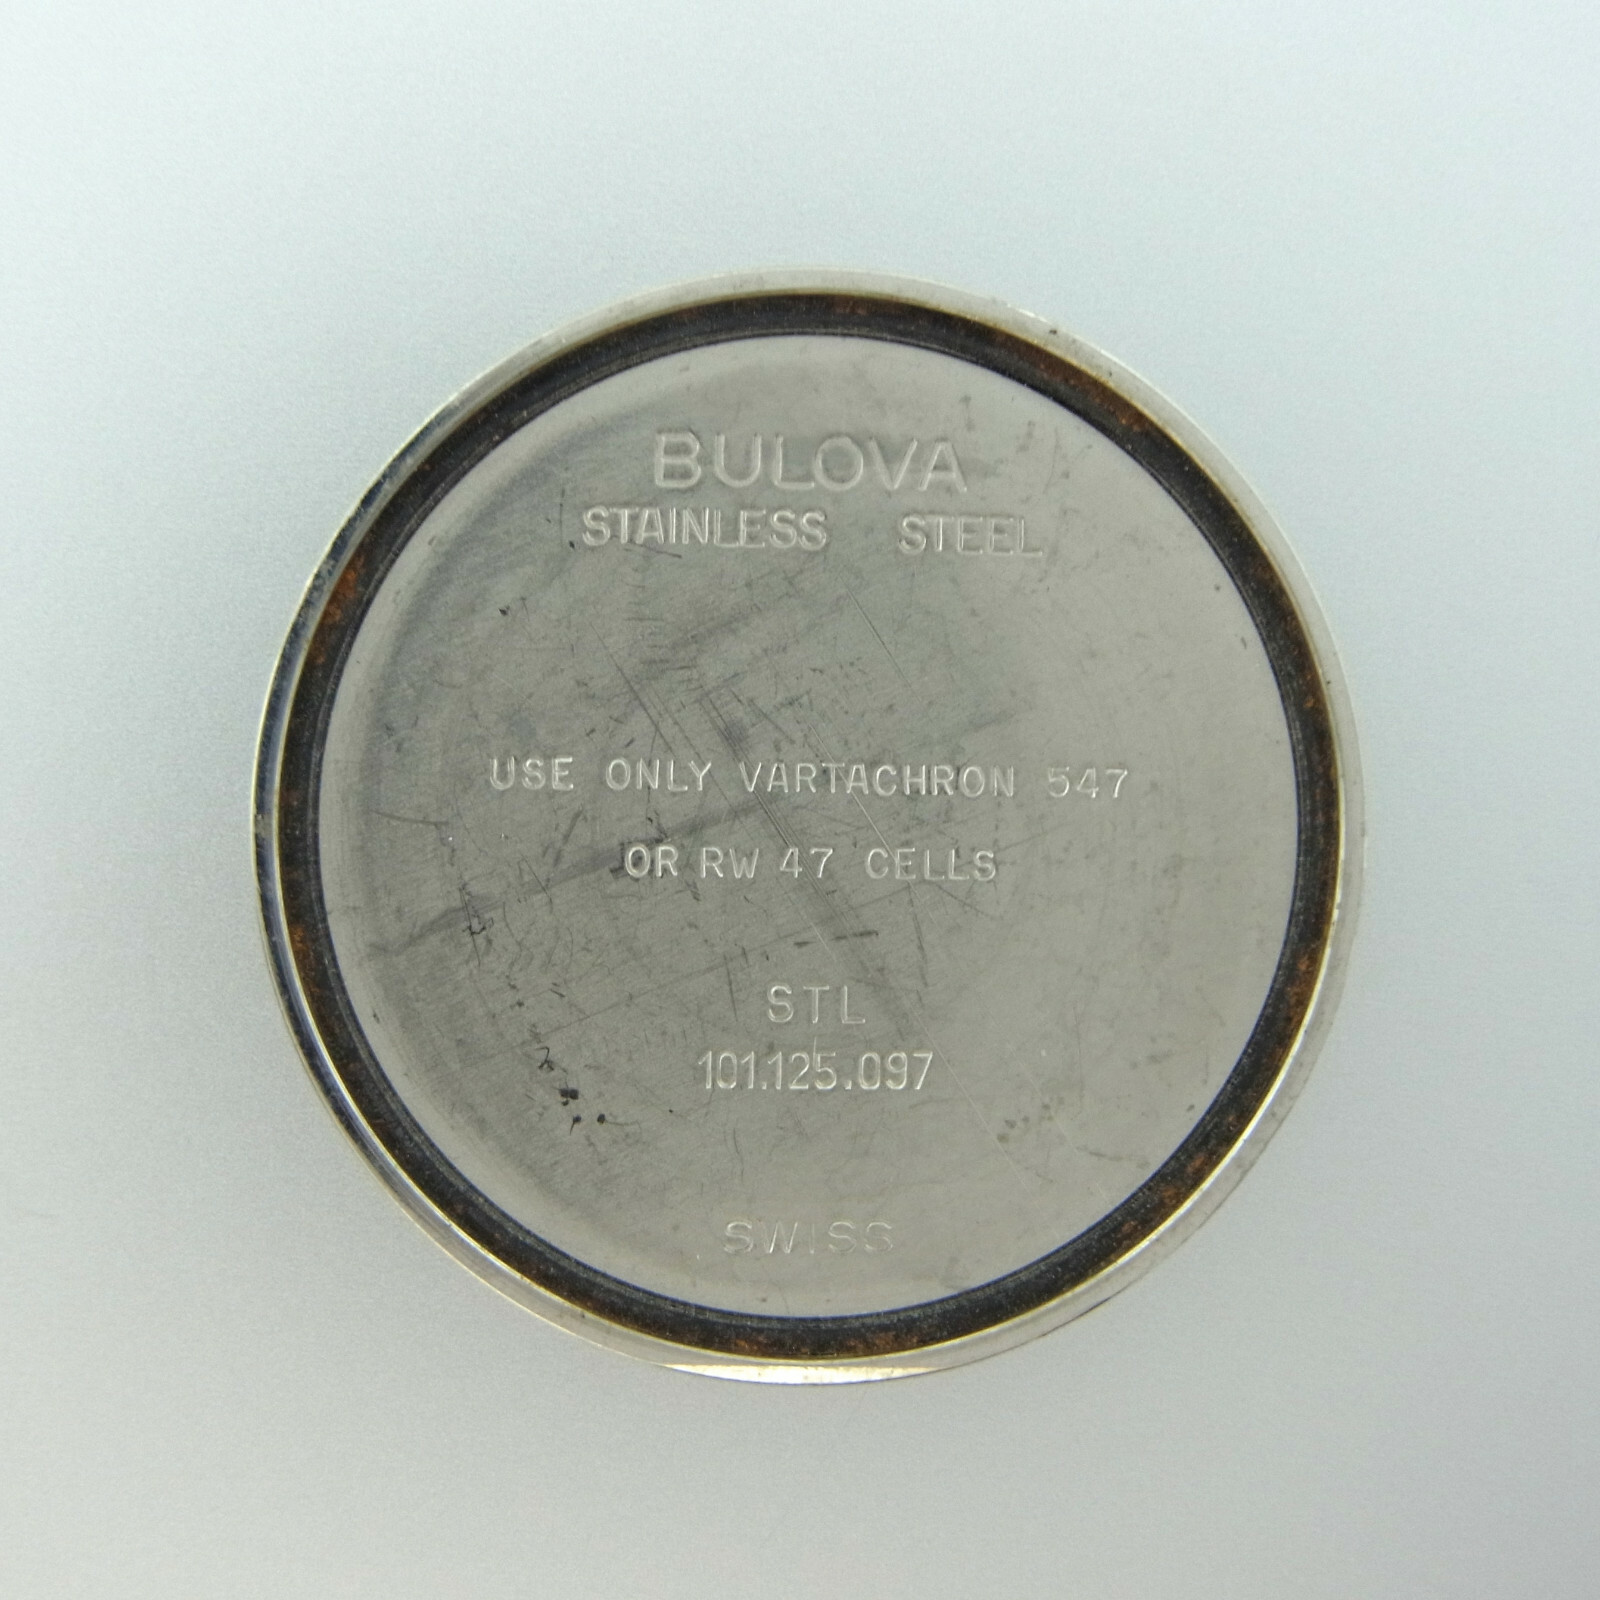 BULOVA
STAINLESS STEEL
USE ONLY VARTACHRON 547
OR RW 47 CELLS
STL
101.125.097
SWISS